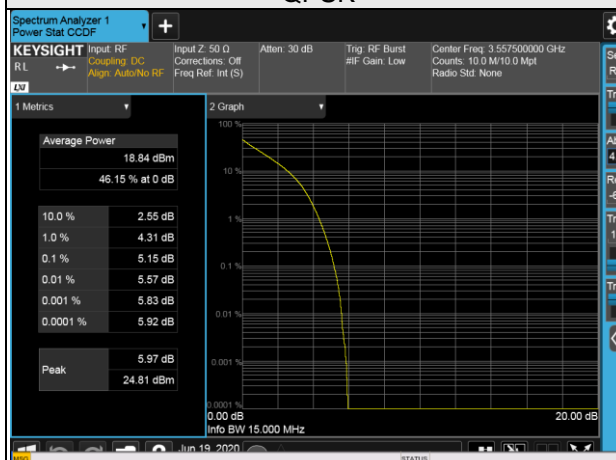 Spectrum Analyzer 1
Power Stat CCDF
KEYSIGHT
RL
LXI
Input: RF
Coupling: DC
Align: Auto/No RF
Input Z: 50 Ω
Corrections: Off
Freq Ref: Int (S)
Atten: 30 dB
Trig: RF Burst
#IF Gain: Low
Center Freq: 3.557500000 GHz
Counts: 10.0 M/10.0 Mpt
Radio Std: None
1 Metrics
Average Power
18.84 dBm
46.15 % at 0 dB
10.0 % 2.55 dB
1.0 % 4.31 dB
0.1 % 5.15 dB
0.01 % 5.57 dB
0.001 % 5.83 dB
0.0001 % 5.92 dB
Peak 5.97 dB
24.81 dBm
2 Graph
100 %
10 %
1 %
0.1 %
0.01 %
0.001 %
0.0001 %
0.00 dB 20.00 dB
Info BW 15.000 MHz
Jun 19, 2020
MSG STATUS